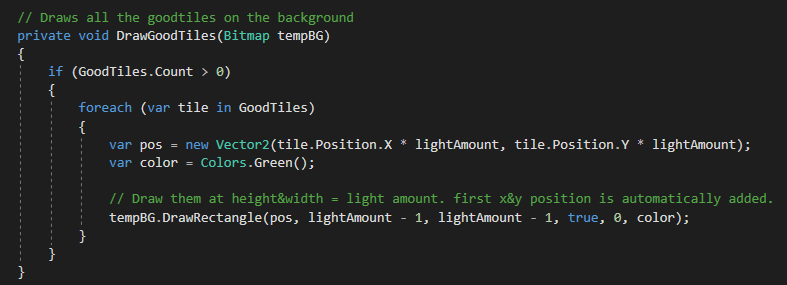 // Draws all the goodtiles on the background
private void DrawGoodTiles(Bitmap tempBG)
{
    if (GoodTiles.Count > 0)
    {
        foreach (var tile in GoodTiles)
        {
            var pos = new Vector2(tile.Position.X * lightAmount, tile.Position.Y * lightAmount);
            var color = Colors.Green();

            // Draw them at height&width = light amount. first x&y position is automatically added.
            tempBG.DrawRectangle(pos, lightAmount - 1, lightAmount - 1, true, 0, color);
        }
    }
}